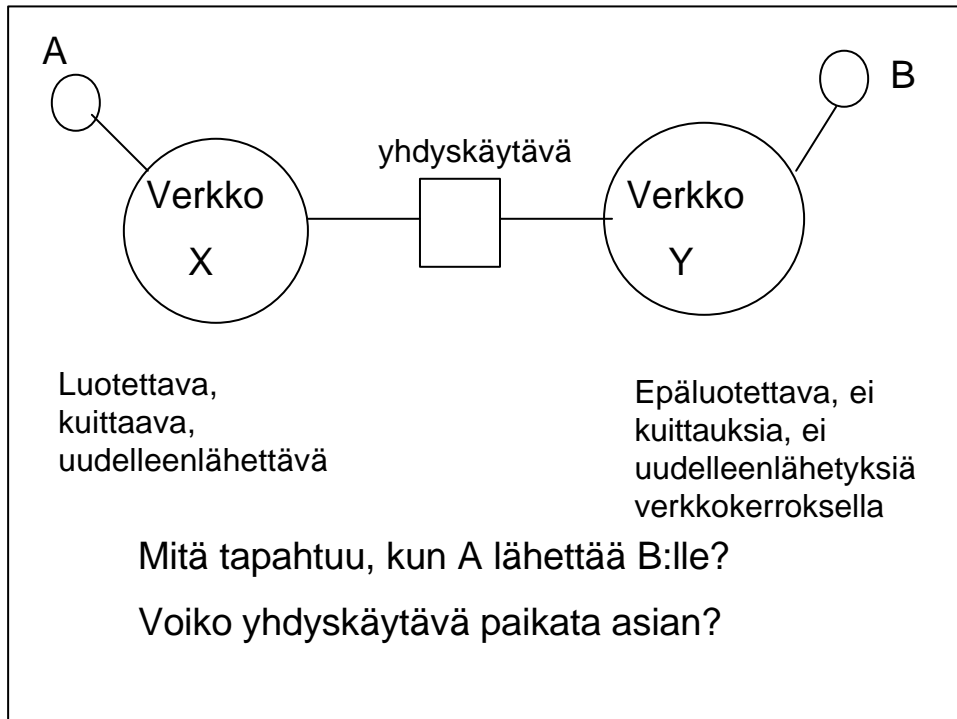 A
B
yhdyskäytävä
Verkko
X
Verkko
Y
Luotettava,
kuittaava,
uudelleenlähettävä
Epäluotettava, ei
kuittauksia, ei
uudelleenlähetyksiä
verkkokerroksella
Mitä tapahtuu, kun A lähettää B:lle?
Voiko yhdyskäytävä paikata asian?